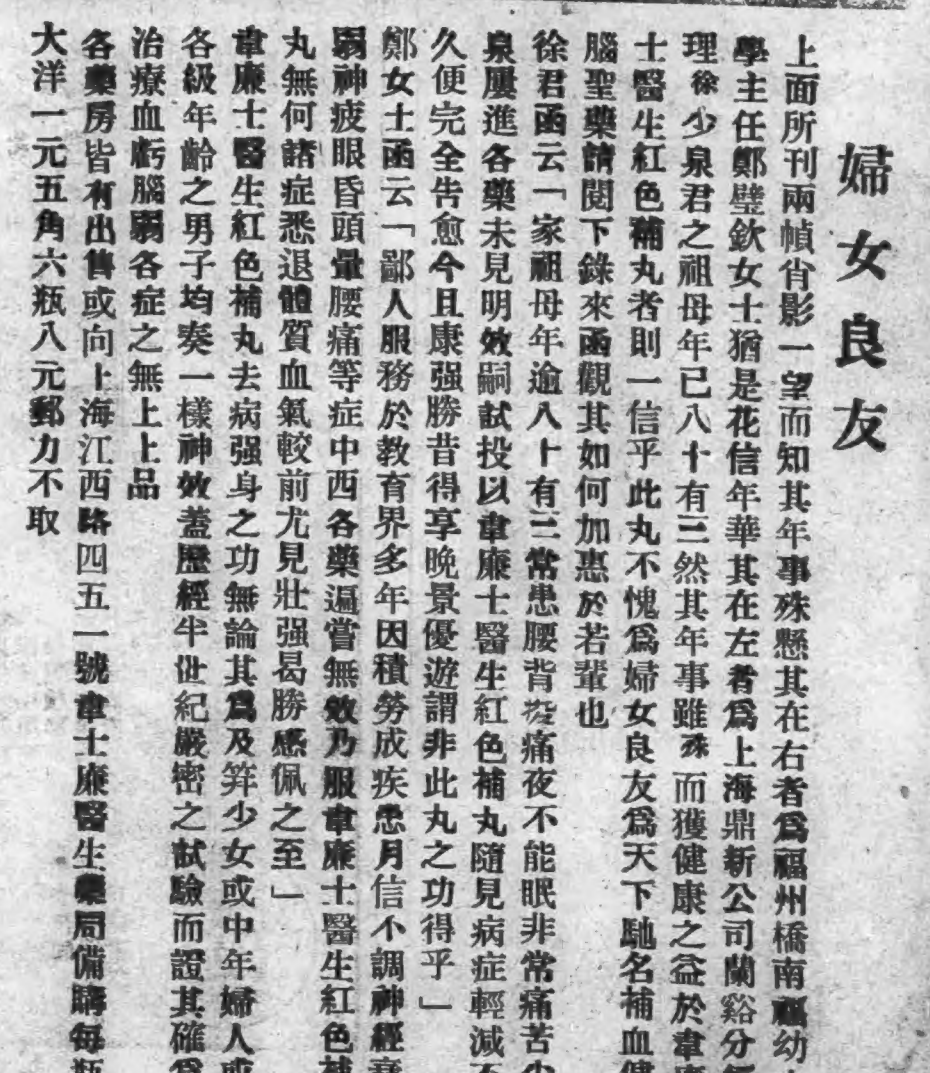 婦女良友
上面所刊兩幀肖影一望而知其年事殊懸其在右者爲福州橋南福幼
學主任鄭璧欽女士猶是花信年華其在左者爲上海鼎新公司蘭谿分
理徐少泉君之祖母年已八十有三然其年事雖殊而獲健康之益於韋廉
士醫生紅色補丸者則一信乎此丸不愧爲婦女良友爲天下馳名補血健
腦聖藥請閱下錄來函觀其如何加惠於若輩也
徐君函云「家祖母年逾八十有三常患腰背痠痛夜不能眠非常痛苦少
泉屢進各藥未見明效嗣試投以韋廉士醫生紅色補丸隨見病症輕減不
久便完全告愈今且康强勝昔得享晚景優遊謂非此丸之功得乎」
鄭女士函云「鄙人服務於教育界多年因積勞成疾患月信不調神經衰
弱神疲眼昏頭暈腰痛等症中西各藥遍嘗無效乃服韋廉士醫生紅色補
丸無何諸症悉退體質血氣較前尤見壯强曷勝感佩之至」
韋廉士醫生紅色補丸去病强身之功無論其爲及笄少女或中年婦人或
各級年齡之男子均奏一樣神效蓋歷經半世紀嚴密之試驗而證其確爲
治療血虧腦弱各症之無上上品
各藥房皆有出售或向上海江西路四五一號韋士廉醫生藥局備購每瓶
大洋一元五角六瓶八元郵力不取